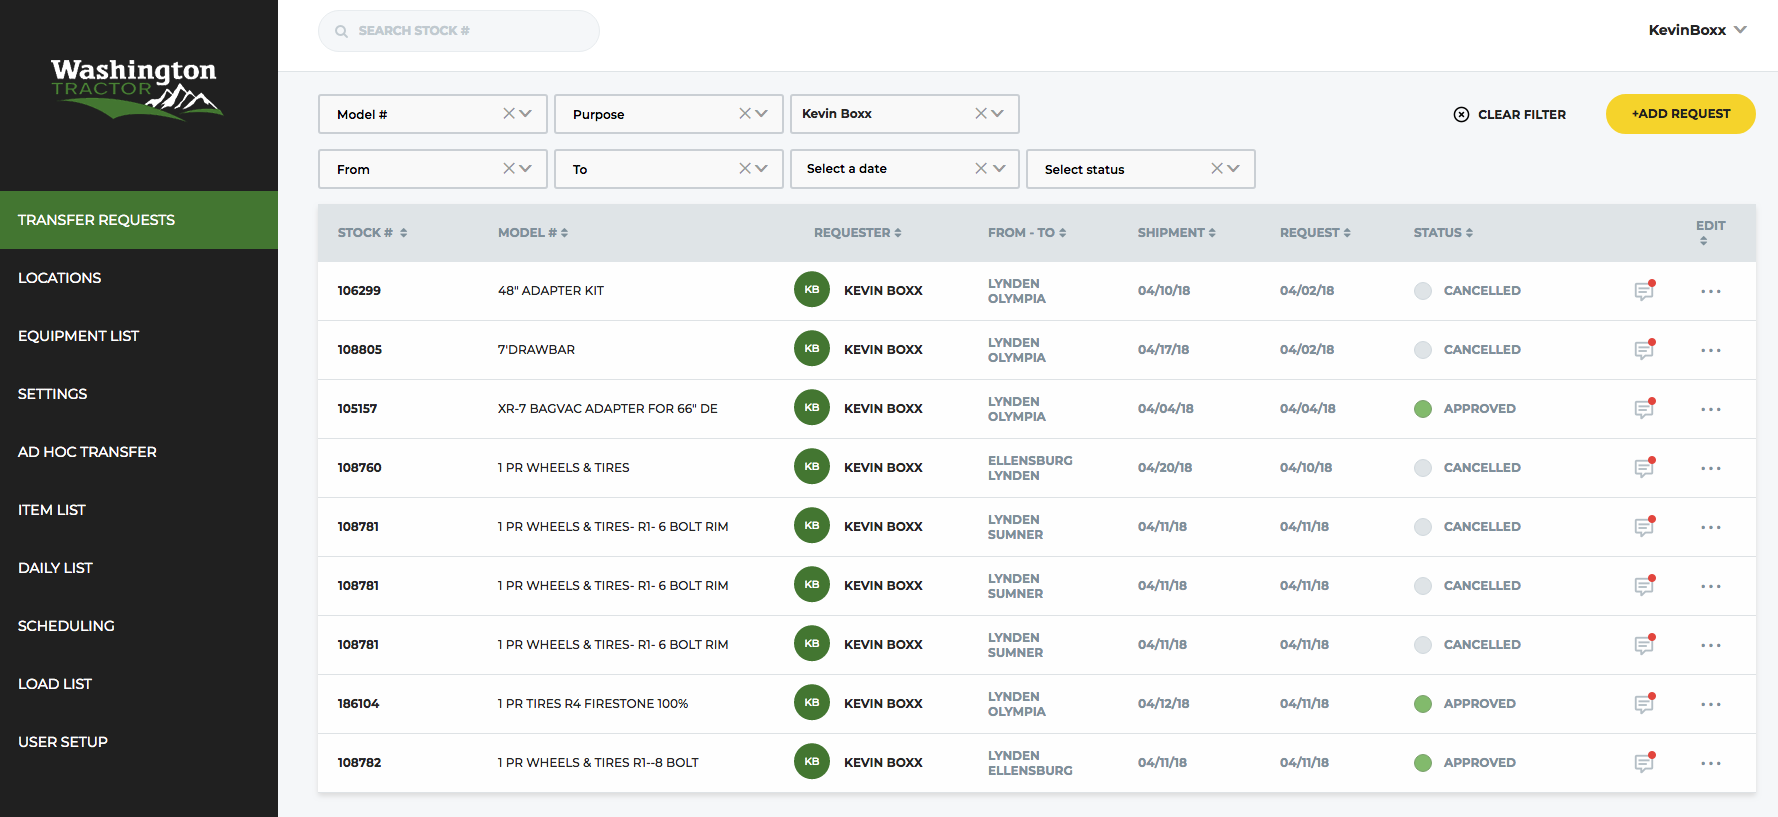 Washington
TRACTOR
SEARCH STOCK #
KevinBoxx
Model #
Purpose
Kevin Boxx
CLEAR FILTER
+ADD REQUEST
From
To
Select a date
Select status
TRANSFER REQUESTS
LOCATIONS
EQUIPMENT LIST
SETTINGS
AD HOC TRANSFER
ITEM LIST
DAILY LIST
SCHEDULING
LOAD LIST
USER SETUP
STOCK # MODEL # REQUESTER FROM - TO SHIPMENT REQUEST STATUS EDIT
106299 48" ADAPTER KIT KB KEVIN BOXX LYNDEN OLYMPIA 04/10/18 04/02/18 CANCELLED
108805 7'DRAWBAR KB KEVIN BOXX LYNDEN OLYMPIA 04/17/18 04/02/18 CANCELLED
105157 XR-7 BAGVAC ADAPTER FOR 66" DE KB KEVIN BOXX LYNDEN OLYMPIA 04/04/18 04/04/18 APPROVED
108760 1 PR WHEELS & TIRES KB KEVIN BOXX ELLENSBURG LYNDEN 04/20/18 04/10/18 CANCELLED
108781 1 PR WHEELS & TIRES- R1- 6 BOLT RIM KB KEVIN BOXX LYNDEN SUMNER 04/11/18 04/11/18 CANCELLED
108781 1 PR WHEELS & TIRES- R1- 6 BOLT RIM KB KEVIN BOXX LYNDEN SUMNER 04/11/18 04/11/18 CANCELLED
108781 1 PR WHEELS & TIRES- R1- 6 BOLT RIM KB KEVIN BOXX LYNDEN SUMNER 04/11/18 04/11/18 CANCELLED
186104 1 PR TIRES R4 FIRESTONE 100% KB KEVIN BOXX LYNDEN OLYMPIA 04/12/18 04/11/18 APPROVED
108782 1 PR WHEELS & TIRES R1--8 BOLT KB KEVIN BOXX LYNDEN ELLENSBURG 04/11/18 04/11/18 APPROVED